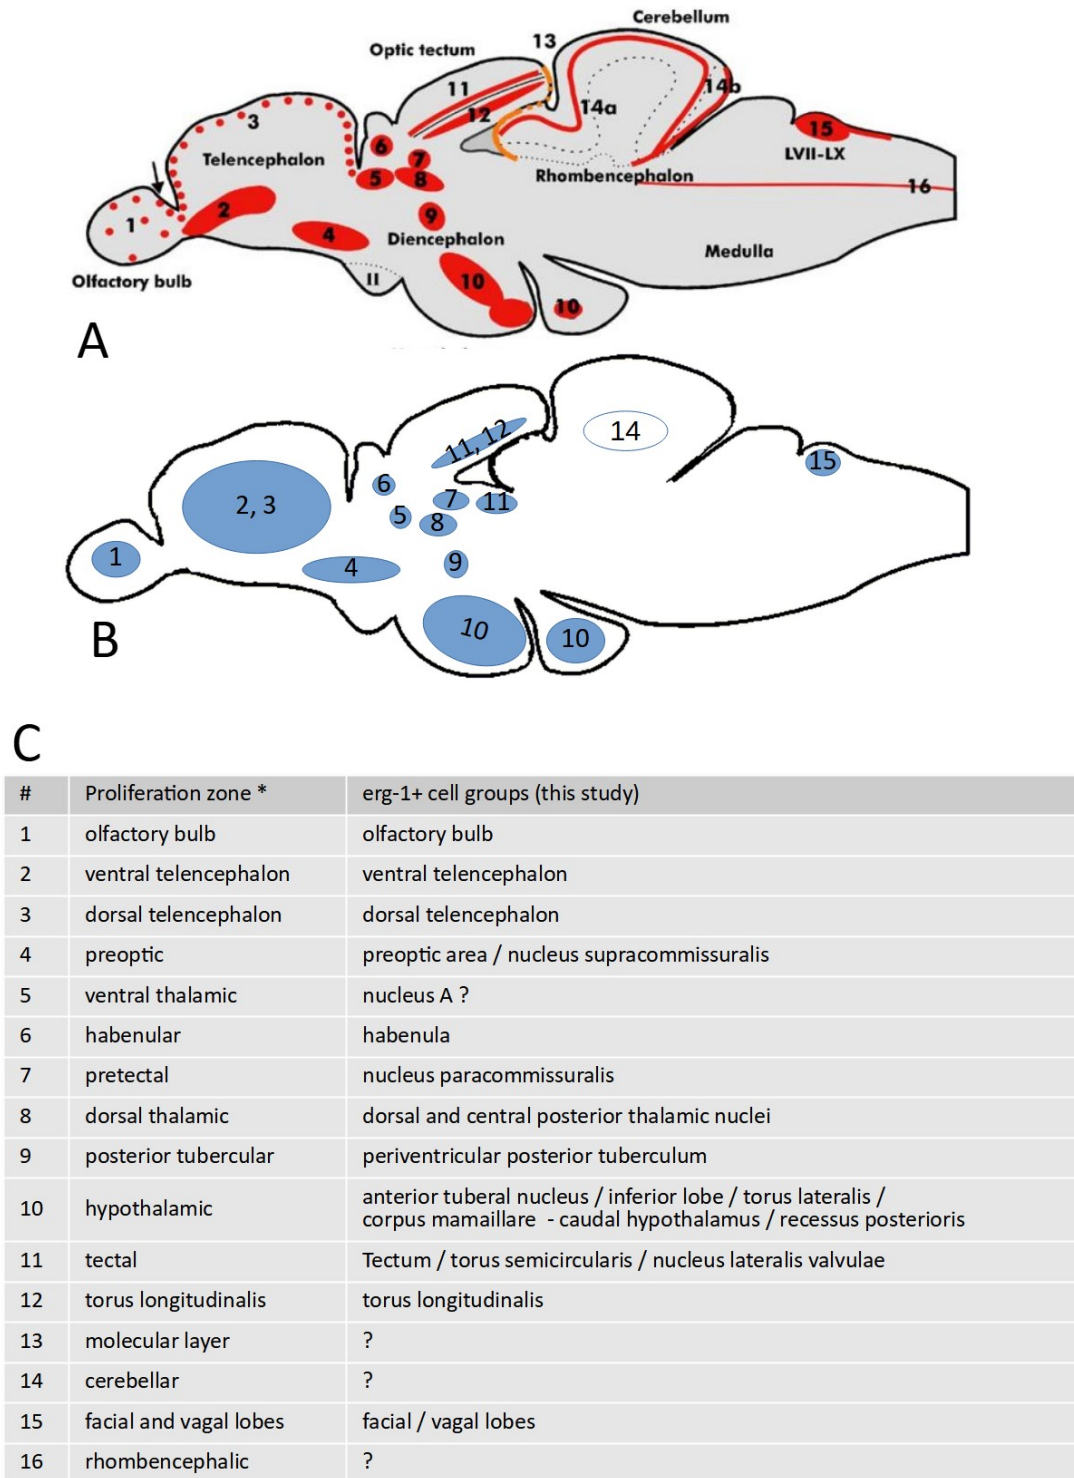 Cerebellum
Optic tectum
13
11
14b
12
14a
3
6
15
Telencephalon
7
LVII-LX
5
8
Rhombencephalon
16
2
9
1
4
Diencephalon
Medulla
II
10
Olfactory bulb
10
A
14
11, 12
15
6
2, 3
7
11
5
8
1
4
9
10
10
B
C
# Proliferation zone * erg-1+ cell groups (this study)
1 olfactory bulb olfactory bulb
2 ventral telencephalon ventral telencephalon
3 dorsal telencephalon dorsal telencephalon
4 preoptic preoptic area / nucleus supracommissuralis
5 ventral thalamic nucleus A ?
6 habenular habenula
7 pretectal nucleus paracommissuralis
8 dorsal thalamic dorsal and central posterior thalamic nuclei
9 posterior tubercular periventricular posterior tuberculum
10 hypothalamic anterior tuberal nucleus / inferior lobe / torus lateralis /
corpus mamaillare - caudal hypothalamus / recessus posterioris
11 tectal Tectum / torus semicircularis / nucleus lateralis valvulae
12 torus longitudinalis torus longitudinalis
13 molecular layer ?
14 cerebellar ?
15 facial and vagal lobes facial / vagal lobes
16 rhombencephalic ?